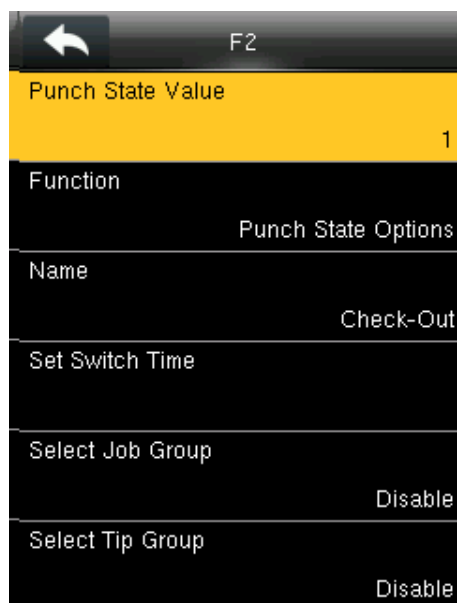 F2
Punch State Value
1
Function
Punch State Options
Name
Check-Out
Set Switch Time
Select Job Group
Disable
Select Tip Group
Disable